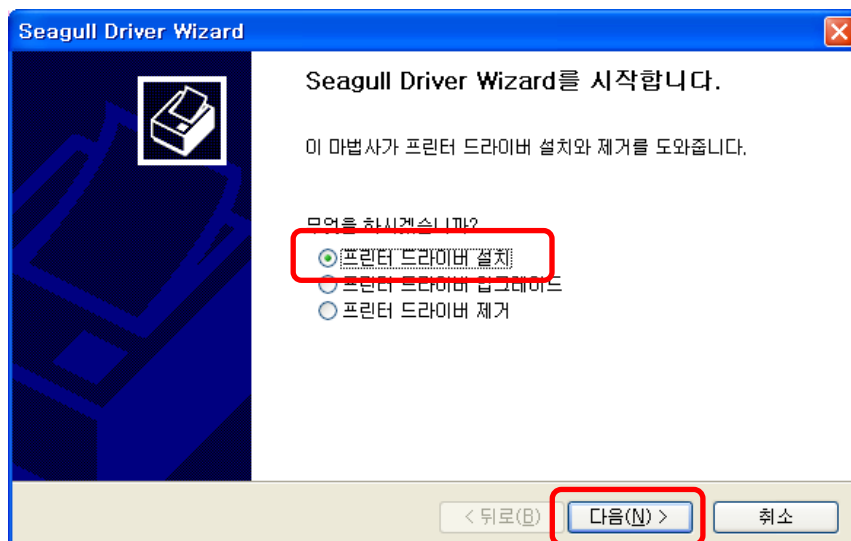 Seagull Driver Wizard
Seagull Driver Wizard를 시작합니다.
이 마법사가 프린터 드라이버 설치와 제거를 도와줍니다.
무엇을 하시겠습니까?
프린터 드라이버 설치
프린터 드라이버 업그레이드
프린터 드라이버 제거
< 뒤로(B) 다음(N) > 취소